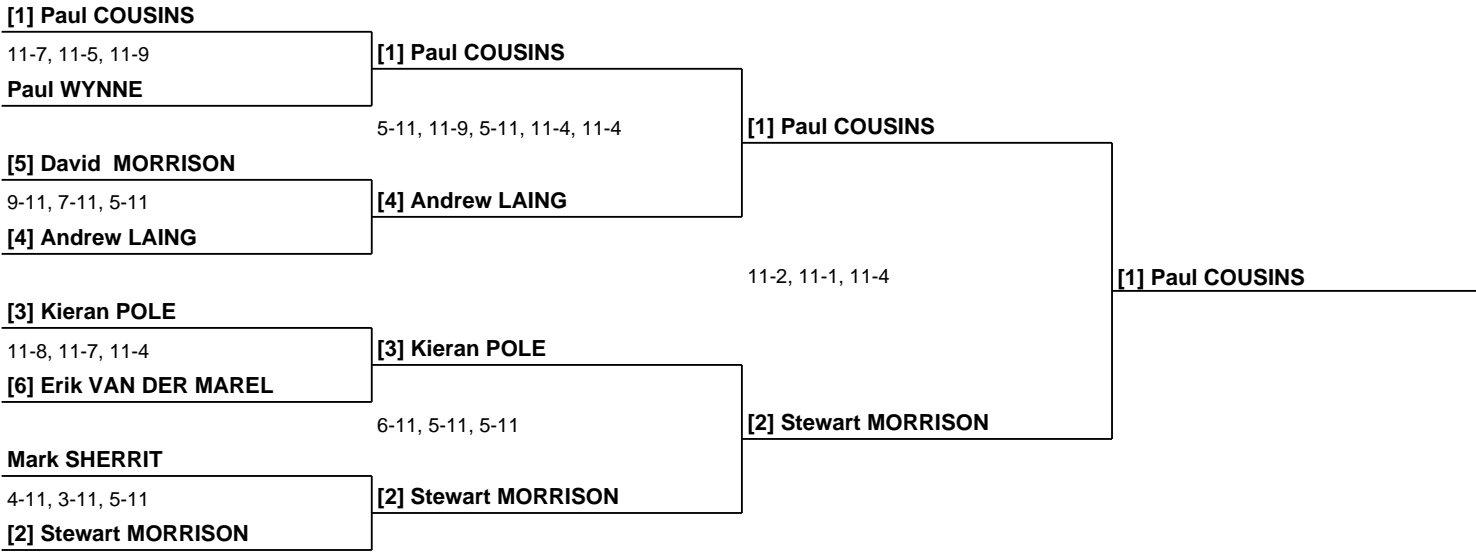 [1] Paul COUSINS
11-7, 11-5, 11-9
[1] Paul COUSINS
Paul WYNNE
5-11, 11-9, 5-11, 11-4, 11-4
[1] Paul COUSINS
[5] David  MORRISON
9-11, 7-11, 5-11
[4] Andrew LAING
[4] Andrew LAING
11-2, 11-1, 11-4
[1] Paul COUSINS
[3] Kieran POLE
11-8, 11-7, 11-4
[3] Kieran POLE
[6] Erik VAN DER MAREL
6-11, 5-11, 5-11
[2] Stewart MORRISON
Mark SHERRIT
4-11, 3-11, 5-11
[2] Stewart MORRISON
[2] Stewart MORRISON